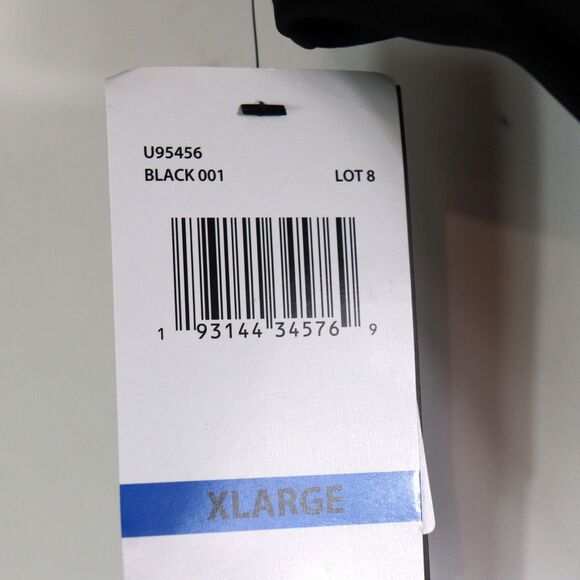 U95456
BLACK 001 LOT 8
1 93144 34576 9
XLARGE